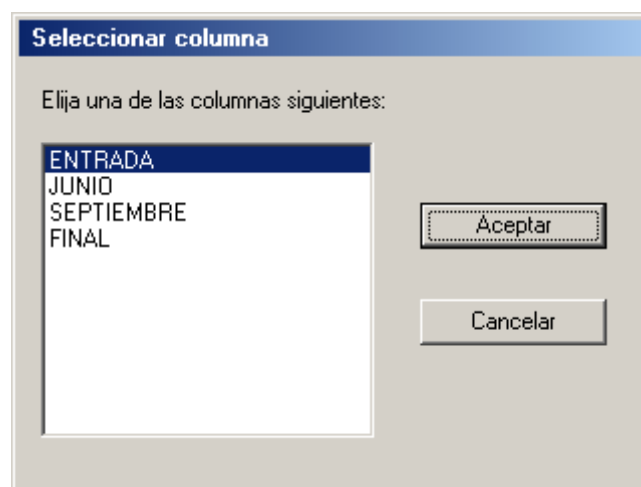 Seleccionar columna
Elija una de las columnas siguientes:
ENTRADA
JUNIO
SEPTIEMBRE
FINAL
Aceptar
Cancelar